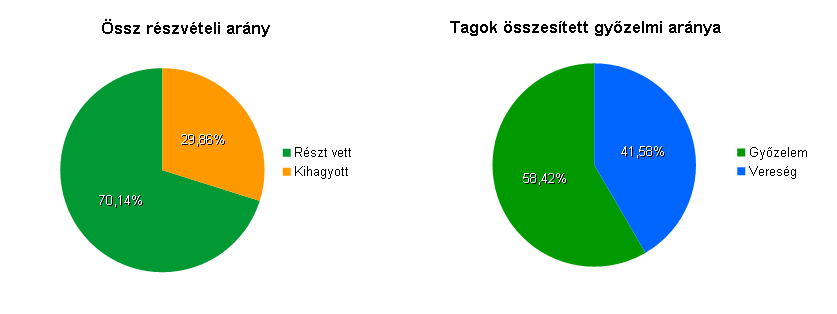 Össz részvételi arány
29,86%
70,14%
Részt vett
Kihagyott
Tagok összesített győzelmi aránya
41,58%
58,42%
Győzelem
Vereség